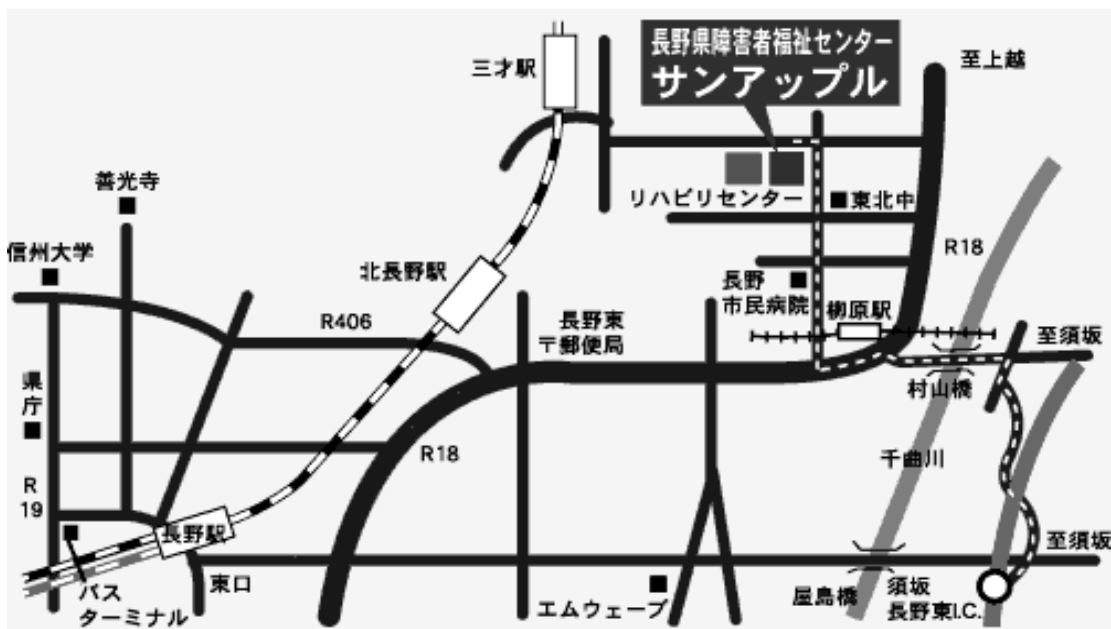 長野県障害者福祉センター
サンアップル
三才駅
至上越
善光寺
リハビリセンター
東北中
信州大学
北長野駅
R18
長野
市民病院
柳原駅
R406
長野東
〒郵便局
至須坂
県庁
村山橋
R18
千曲川
R
19
長野駅
至須坂
バス
ターミナル
東口
エムウェーブ
屋島橋
須坂
長野東I.C.